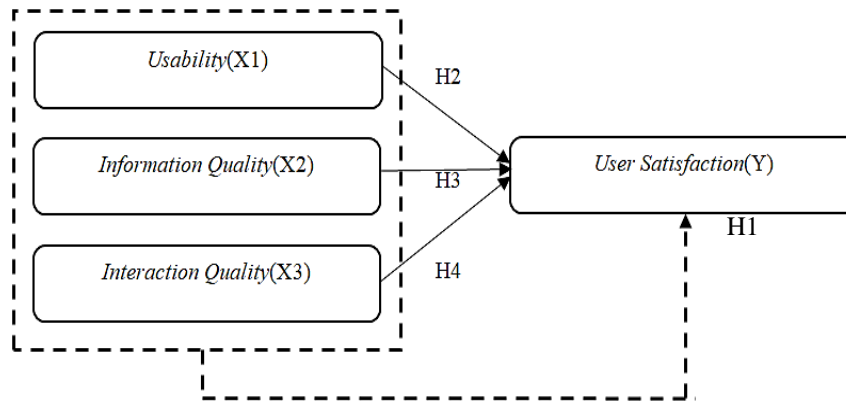 Usability(X1)
H2
Information Quality(X2)
User Satisfaction(Y)
H3
H1
Interaction Quality(X3)
H4